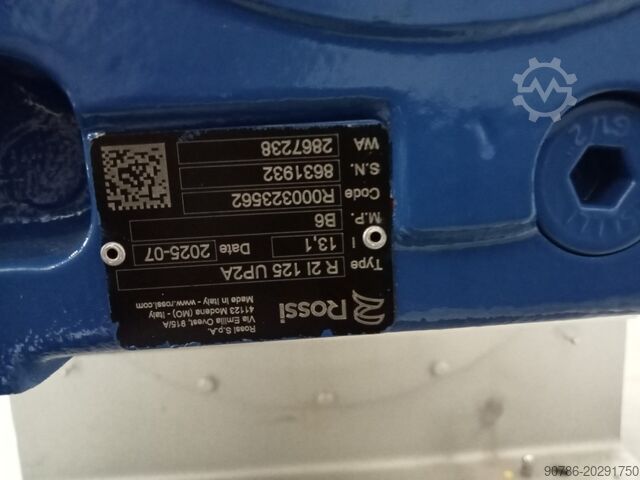 Rossi
Rossi S.p.A.
Via Emilia Ovest, 915/A
41123 Modena (MO) - Italy
Made in Italy - www.rossi.com
Type R 2I 125 UP2A
i 13,1 Date 2025-07
M.P. B6
Code R000323562
S.N. 8631932
WA 2867238
90786-20291750